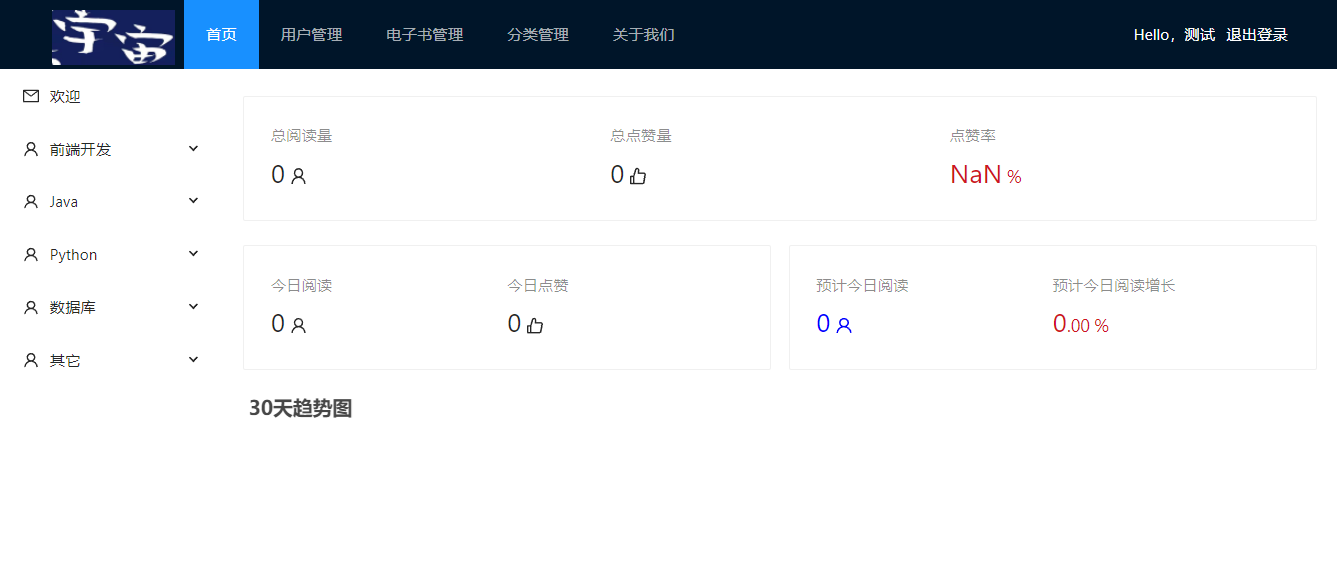 宇宙 首页 用户管理 电子书管理 分类管理 关于我们 Hello，测试 退出登录
欢迎
前端开发
Java
Python
数据库
其它
总阅读量 总点赞量 点赞率
0 0 NaN %
今日阅读 今日点赞 预计今日阅读 预计今日阅读增长
0 0 0 0.00 %
30天趋势图